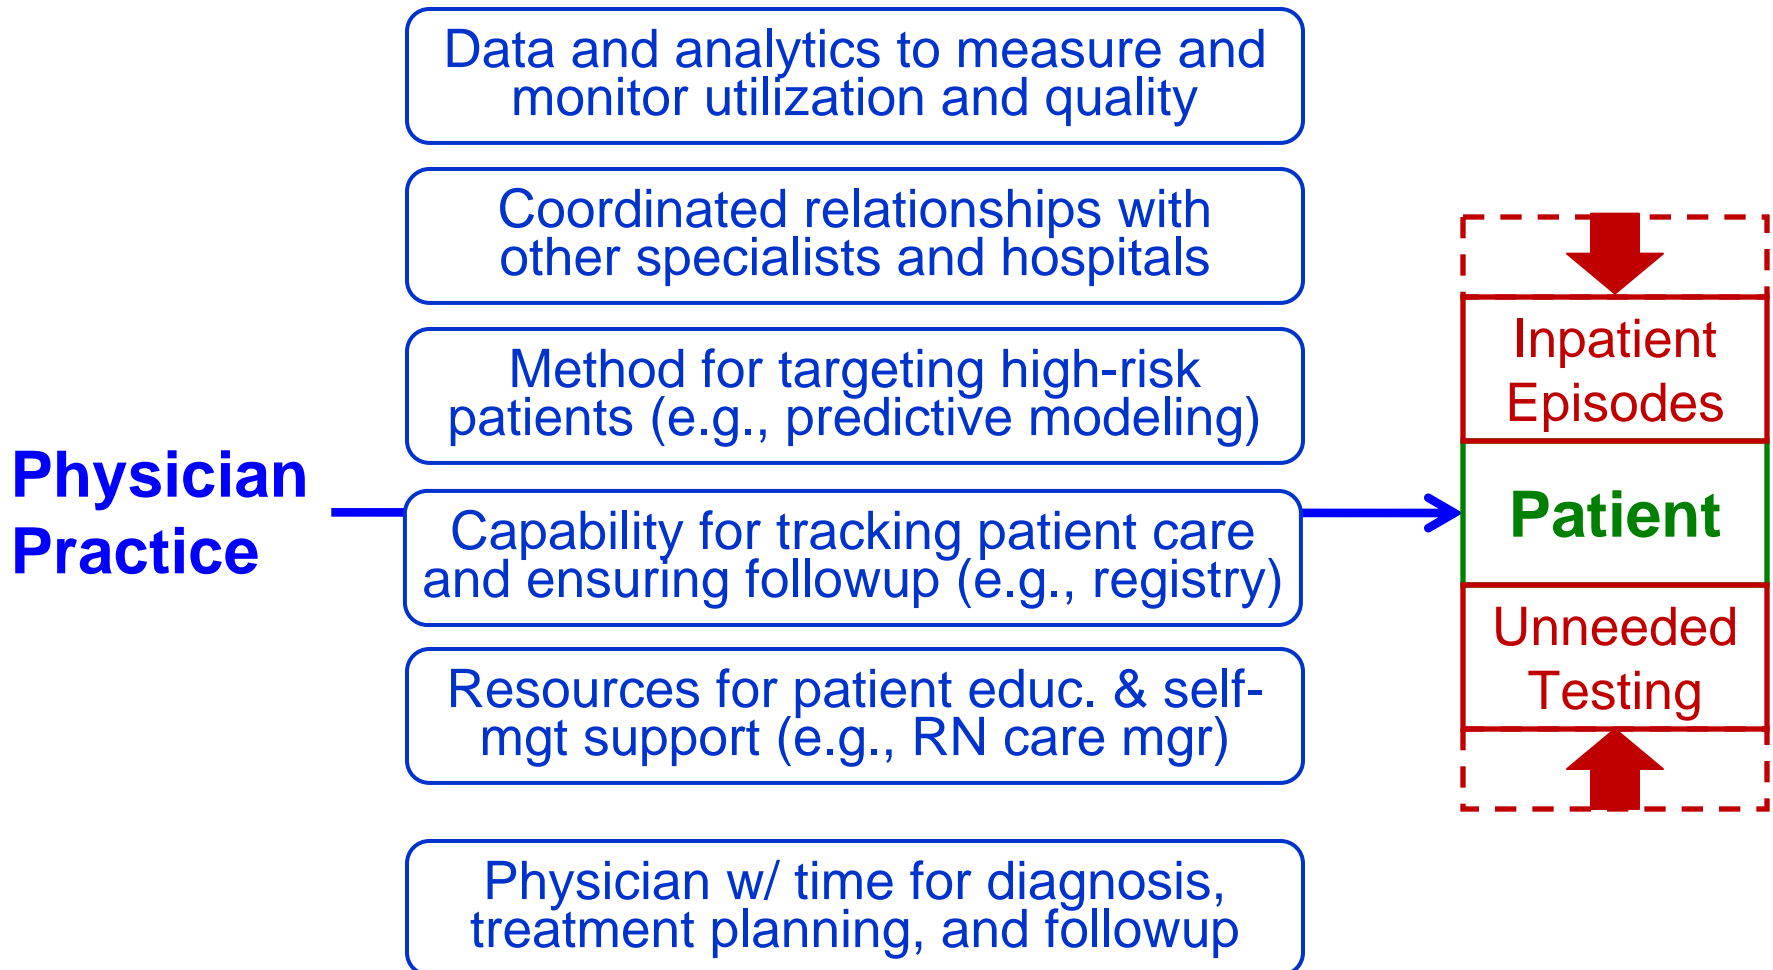 Data and analytics to measure and
monitor utilization and quality
Coordinated relationships with
other specialists and hospitals
Method for targeting high-risk
patients (e.g., predictive modeling)
Physician
Practice
Capability for tracking patient care
and ensuring followup (e.g., registry)
Resources for patient educ. & self-
mgt support (e.g., RN care mgr)
Physician w/ time for diagnosis,
treatment planning, and followup
Inpatient
Episodes
Patient
Unneeded
Testing